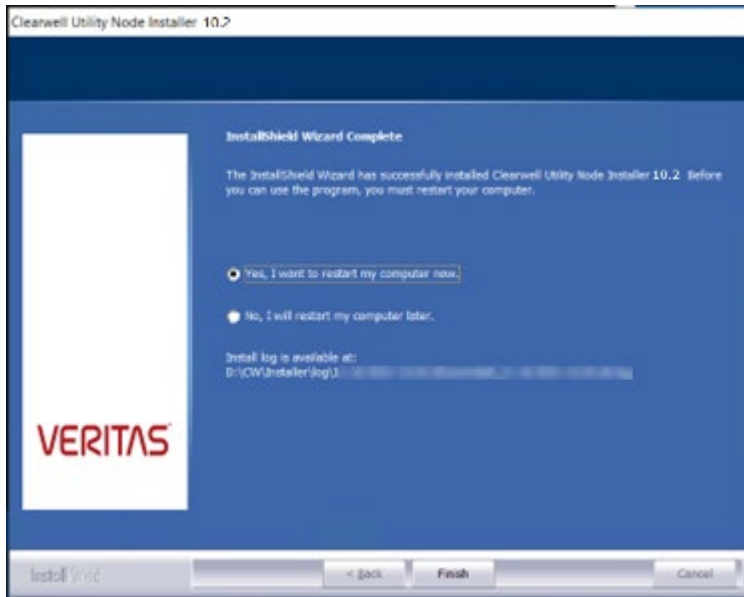 Clearwell Utility Node Installer 10.2
InstallShield Wizard Complete
The InstallShield Wizard has successfully installed Clearwell Utility Node Installer 10.2 Before
you can use the program, you must restart your computer.
Yes, I want to restart my computer now.
No, I will restart my computer later.
Install log is available at:
D:\CW\Installer\log\1
VERITAS
InstallShield
< Back
Finish
Cancel